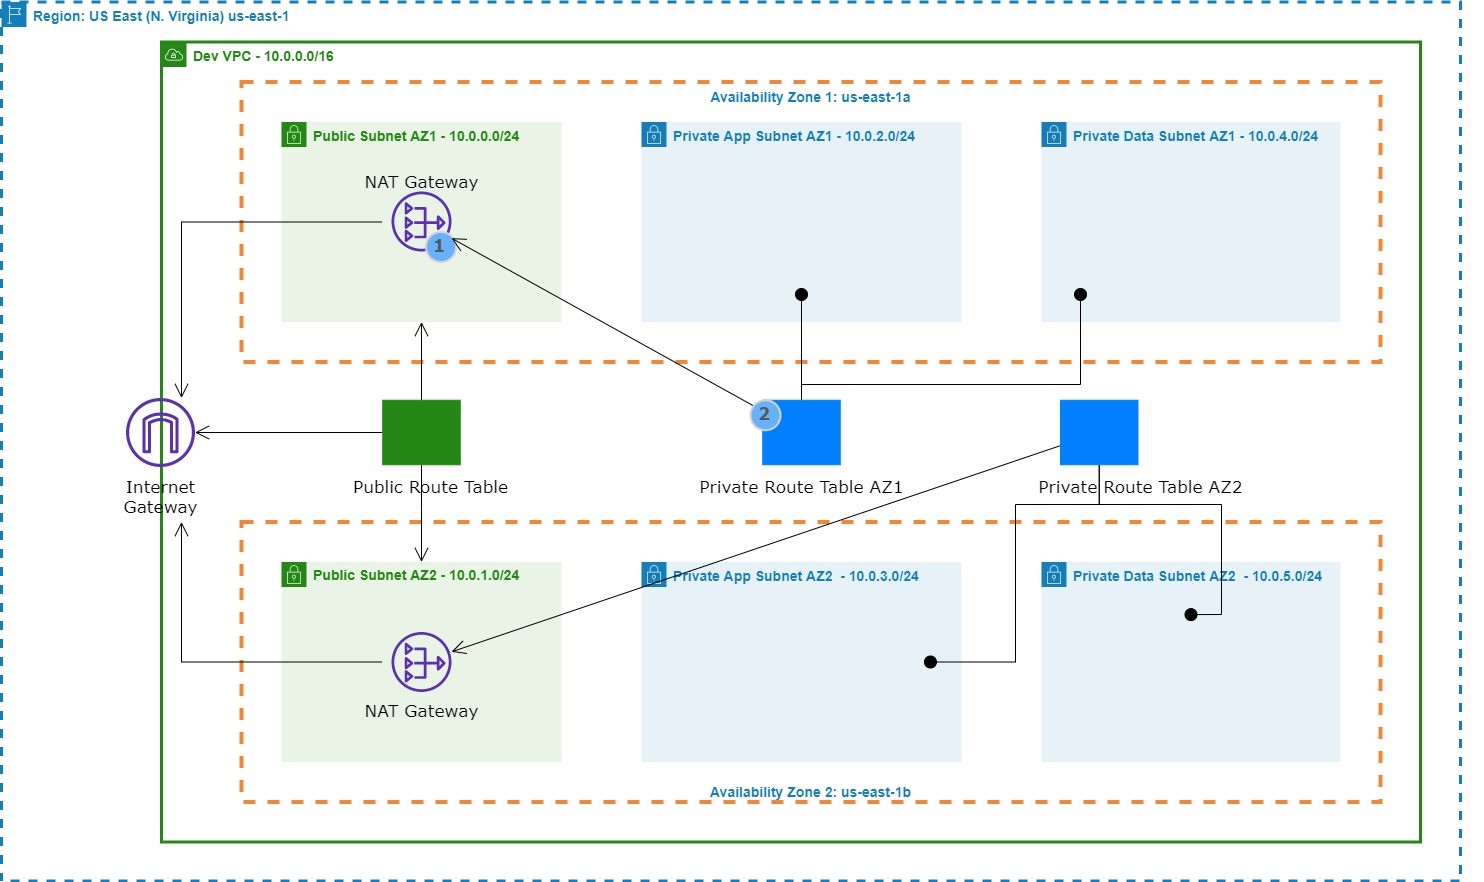 Region: US East (N. Virginia) us-east-1
Dev VPC - 10.0.0.0/16
Availability Zone 1: us-east-1a
Public Subnet AZ1 - 10.0.0.0/24
Private App Subnet AZ1 - 10.0.2.0/24
Private Data Subnet AZ1 - 10.0.4.0/24
NAT Gateway
1
2
Internet
Gateway
Public Route Table
Private Route Table AZ1
Private Route Table AZ2
Public Subnet AZ2 - 10.0.1.0/24
Private App Subnet AZ2 - 10.0.3.0/24
Private Data Subnet AZ2 - 10.0.5.0/24
NAT Gateway
Availability Zone 2: us-east-1b